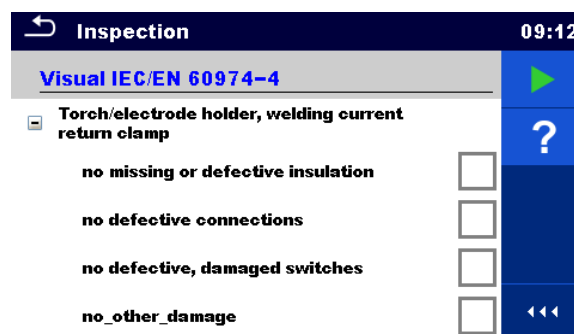 Inspection 09:12
Visual IEC/EN 60974-4
Torch/electrode holder, welding current
return clamp
?
no missing or defective insulation
no defective connections
no defective, damaged switches
no_other_damage